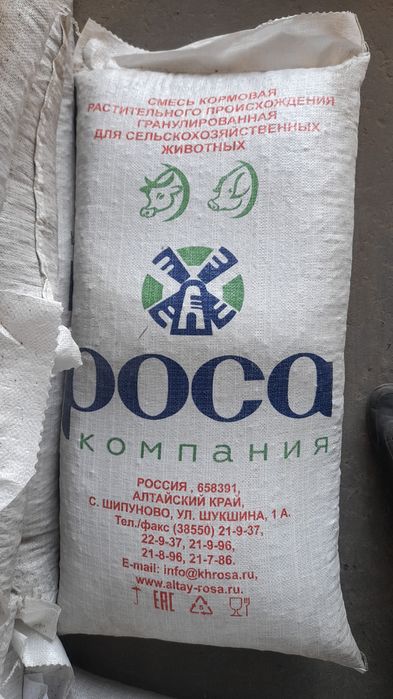 СМЕСЬ КОРМОВАЯ
РАСТИТЕЛЬНОГО ПРОИСХОЖДЕНИЯ
ГРАНУЛИРОВАННАЯ
ДЛЯ СЕЛЬСКОХОЗЯЙСТВЕННЫХ
ЖИВОТНЫХ
роса
компания
РОССИЯ , 658391,
АЛТАЙСКИЙ КРАЙ,
С. ШИПУНОВО, УЛ. ШУКШИНА, 1 А.
Тел./факс (38550) 21-9-37,
22-9-37, 21-9-96,
21-8-96, 21-7-86.
E-mail: info@khrosa.ru,
www.altay-rosa.ru.
EAC 5